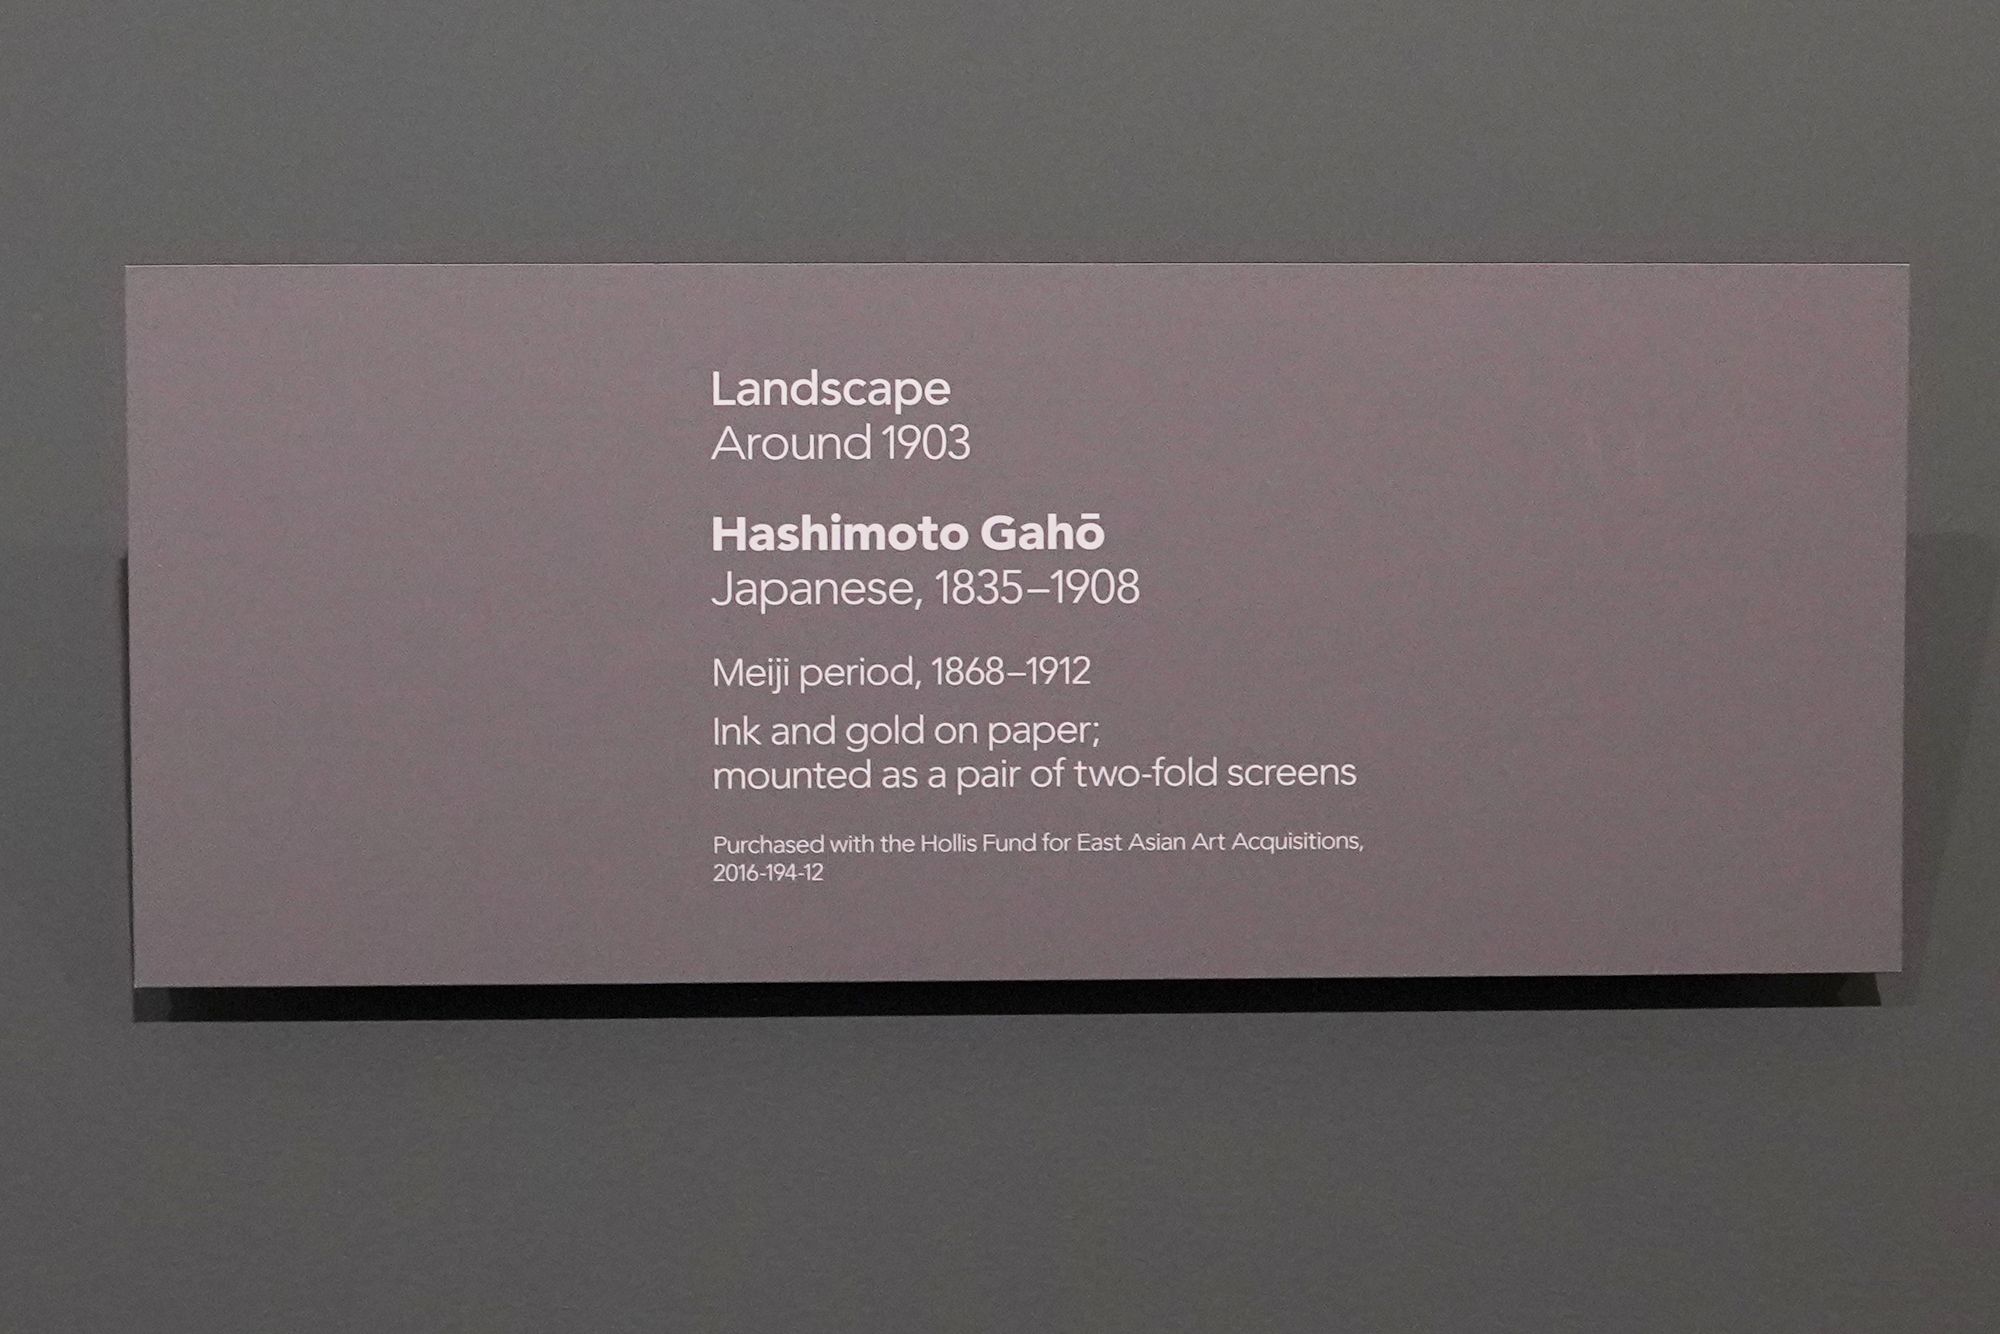 Landscape
Around 1903
Hashimoto Gahō
Japanese, 1835–1908
Meiji period, 1868–1912
Ink and gold on paper;
mounted as a pair of two-fold screens
Purchased with the Hollis Fund for East Asian Art Acquisitions,
2016-194-12